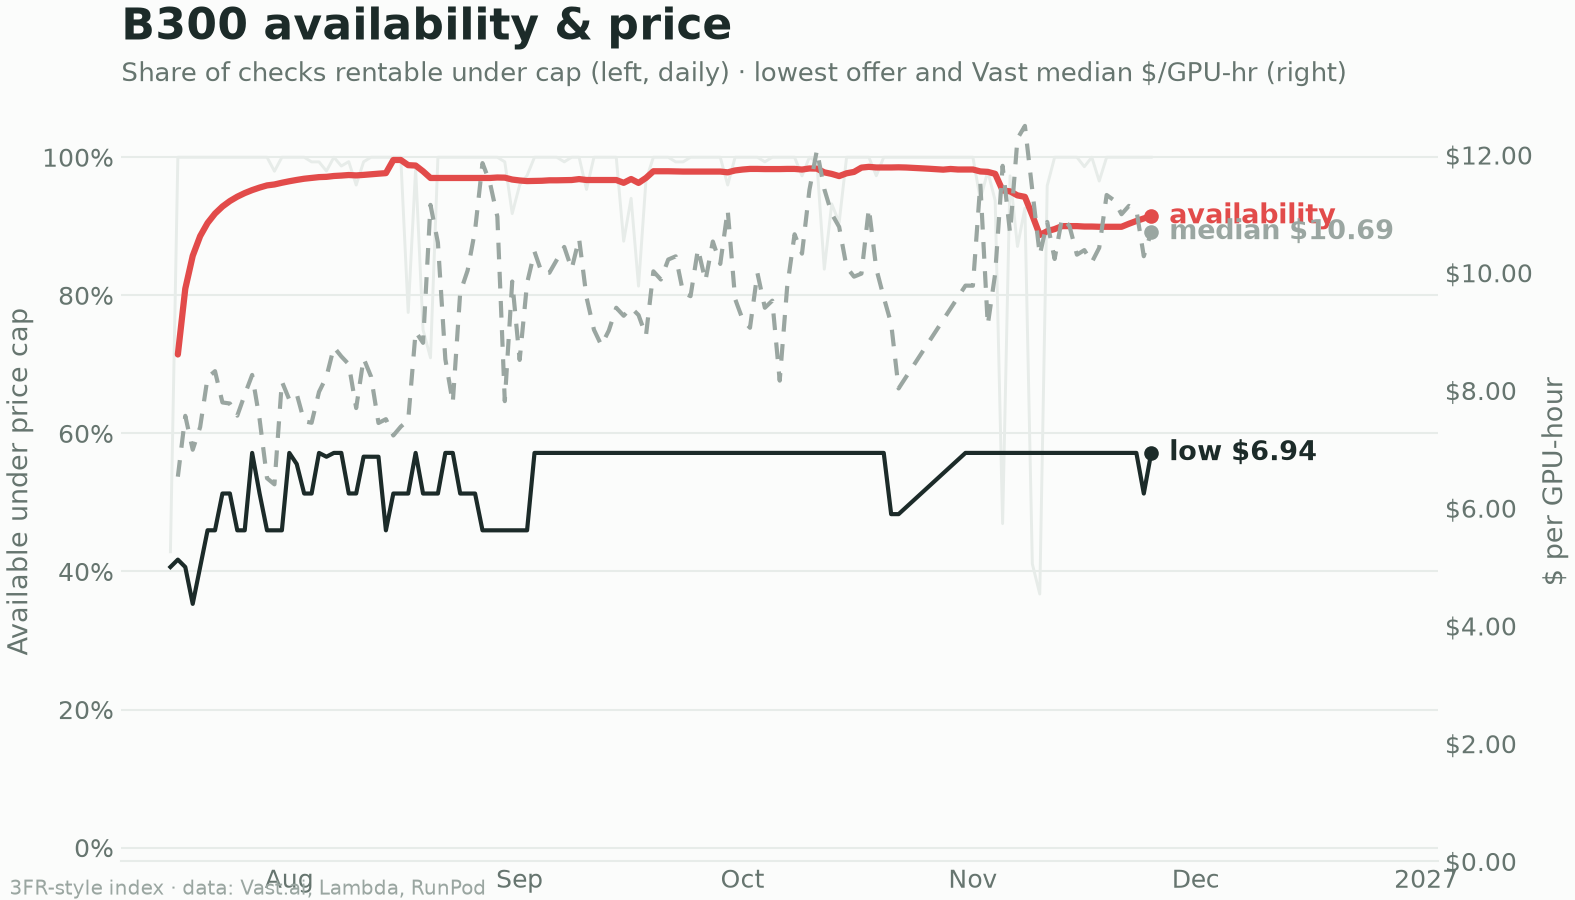 B300 availability & price
Share of checks rentable under cap (left, daily) · lowest offer and Vast median $/GPU-hr (right)
100%
80%
60%
40%
20%
0%
Available under price cap
$12.00
$10.00
$8.00
$6.00
$4.00
$2.00
$0.00
$ per GPU-hour
availability
median $10.69
low $6.94
Aug
Sep
Oct
Nov
Dec
2027
3FR-style index · data: Vast.ai, Lambda, RunPod